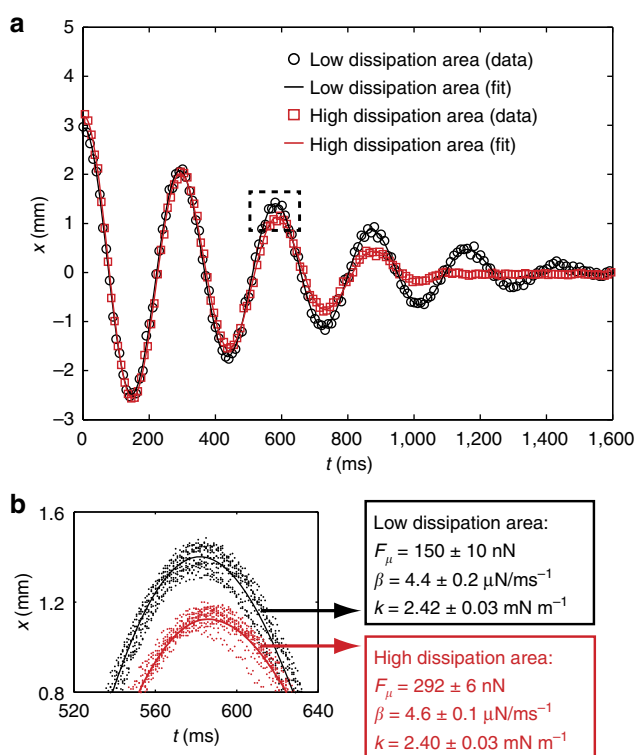 a
5
4
3
2
1
0
–1
–2
–3
x (mm)
Low dissipation area (data)
Low dissipation area (fit)
High dissipation area (data)
High dissipation area (fit)
0 200 400 600 800 1,000 1,200 1,400 1,600
t (ms)
b
1.6
1.2
0.8
x (mm)
520 560 600 640
t (ms)
Low dissipation area:
Fμ = 150 ± 10 nN
β = 4.4 ± 0.2 μN/ms⁻¹
k = 2.42 ± 0.03 mN m⁻¹
High dissipation area:
Fμ = 292 ± 6 nN
β = 4.6 ± 0.1 μN/ms⁻¹
k = 2.40 ± 0.03 mN m⁻¹